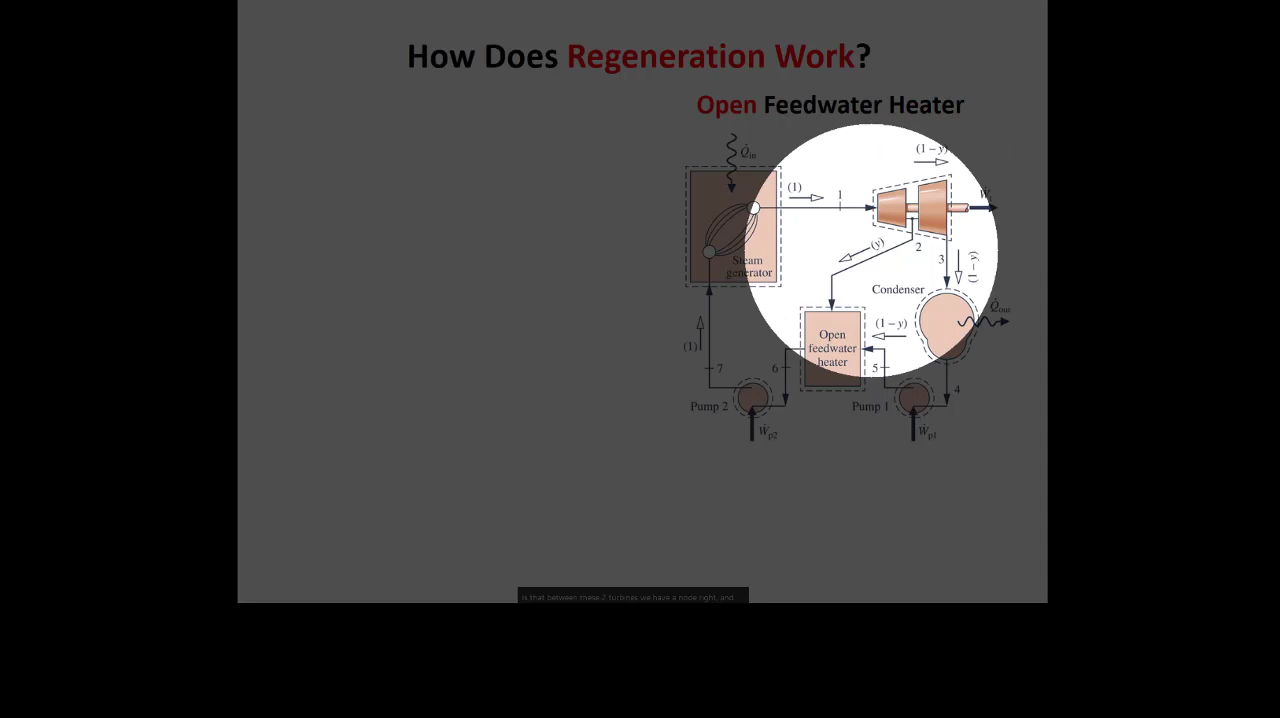 How Does Regeneration Work?
Open Feedwater Heater
Q̇in
(1 – y)
(1)
1
Ẇ
(y)
2
3
(1 – y)
Steam
generator
Condenser
Q̇out
Open
feedwater
heater
(1 – y)
(1)
7
6
5
4
Pump 2
Pump 1
Ẇp2
Ẇp1
is that between these 2 turbines we have a node right, and